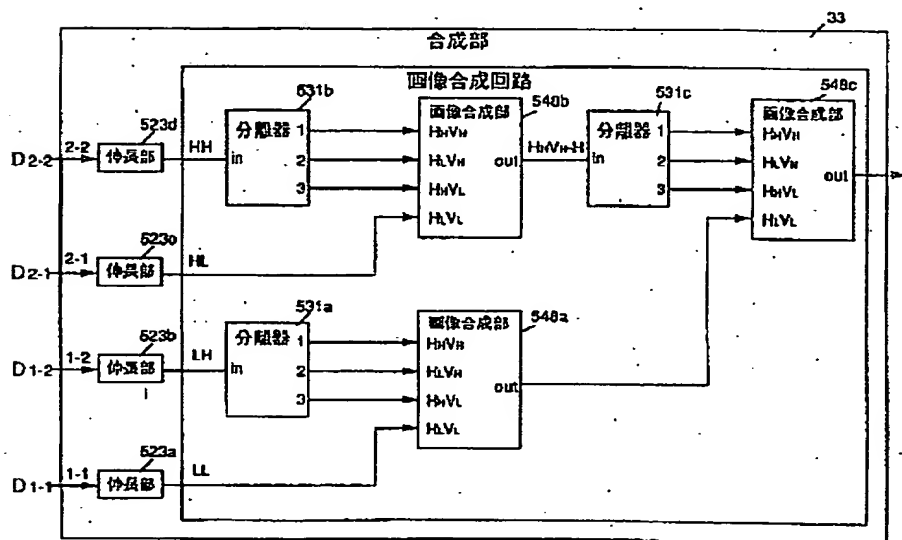 33
合成部
画像合成回路
531b
画像合成部
548b
531c
548c
画像合成部
523d
分離器 1
HHVH
分離器 1
HHVH
D2-2
2-2
伸長部
HH
in
2
HLVH
out
HHVH-H
in
2
HLVH
out
3
HHVL
3
HHVL
HLVL
HLVL
523c
D2-1
2-1
伸長部
HL
531a
画像合成部
548a
523b
分離器 1
HHVH
D1-2
1-2
伸長部
LH
in
2
HLVH
out
3
HHVL
HLVL
523a
D1-1
1-1
伸長部
LL